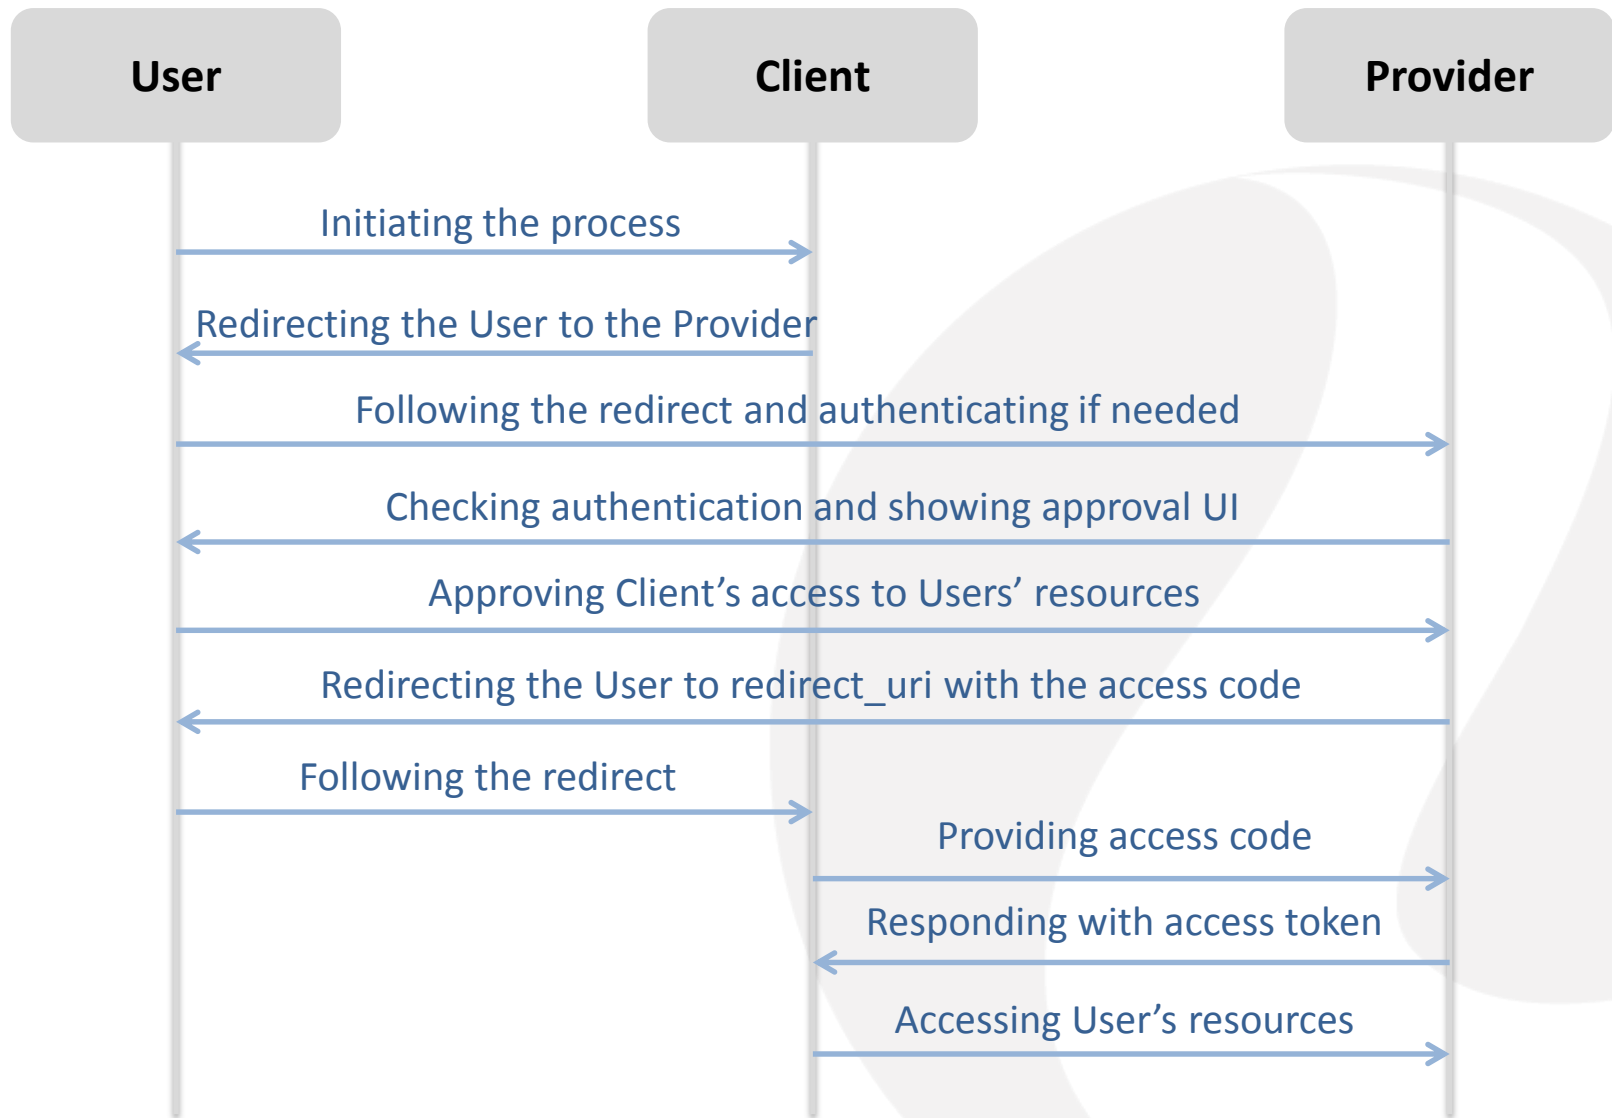 User
Client
Provider
Initiating the process
Redirecting the User to the Provider
Following the redirect and authenticating if needed
Checking authentication and showing approval UI
Approving Client’s access to Users’ resources
Redirecting the User to redirect_uri with the access code
Following the redirect
Providing access code
Responding with access token
Accessing User’s resources